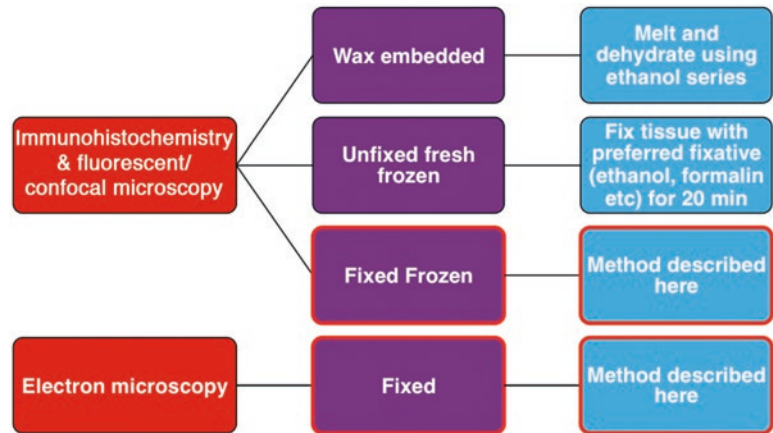 Wax embedded
Melt and
dehydrate using
ethanol series
Immunohistochemistry
& fluorescent/
confocal microscopy
Unfixed fresh
frozen
Fix tissue with
preferred fixative
(ethanol, formalin
etc) for 20 min
Fixed Frozen
Method described
here
Electron microscopy
Fixed
Method described
here